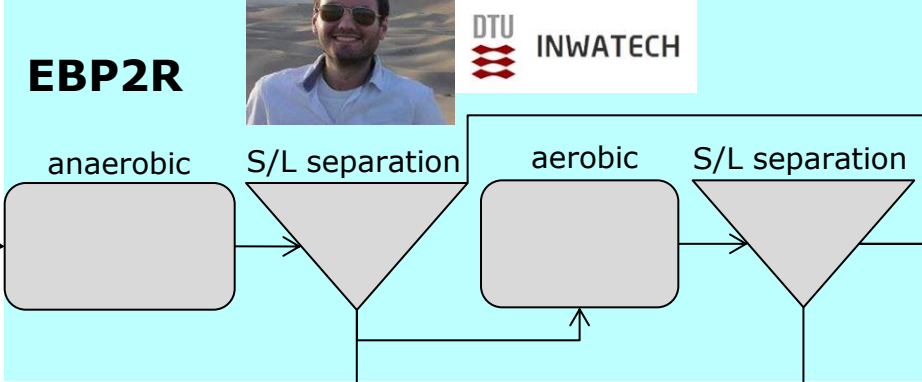 DTU
INWATECH
EBP2R
anaerobic
S/L separation
aerobic
S/L separation